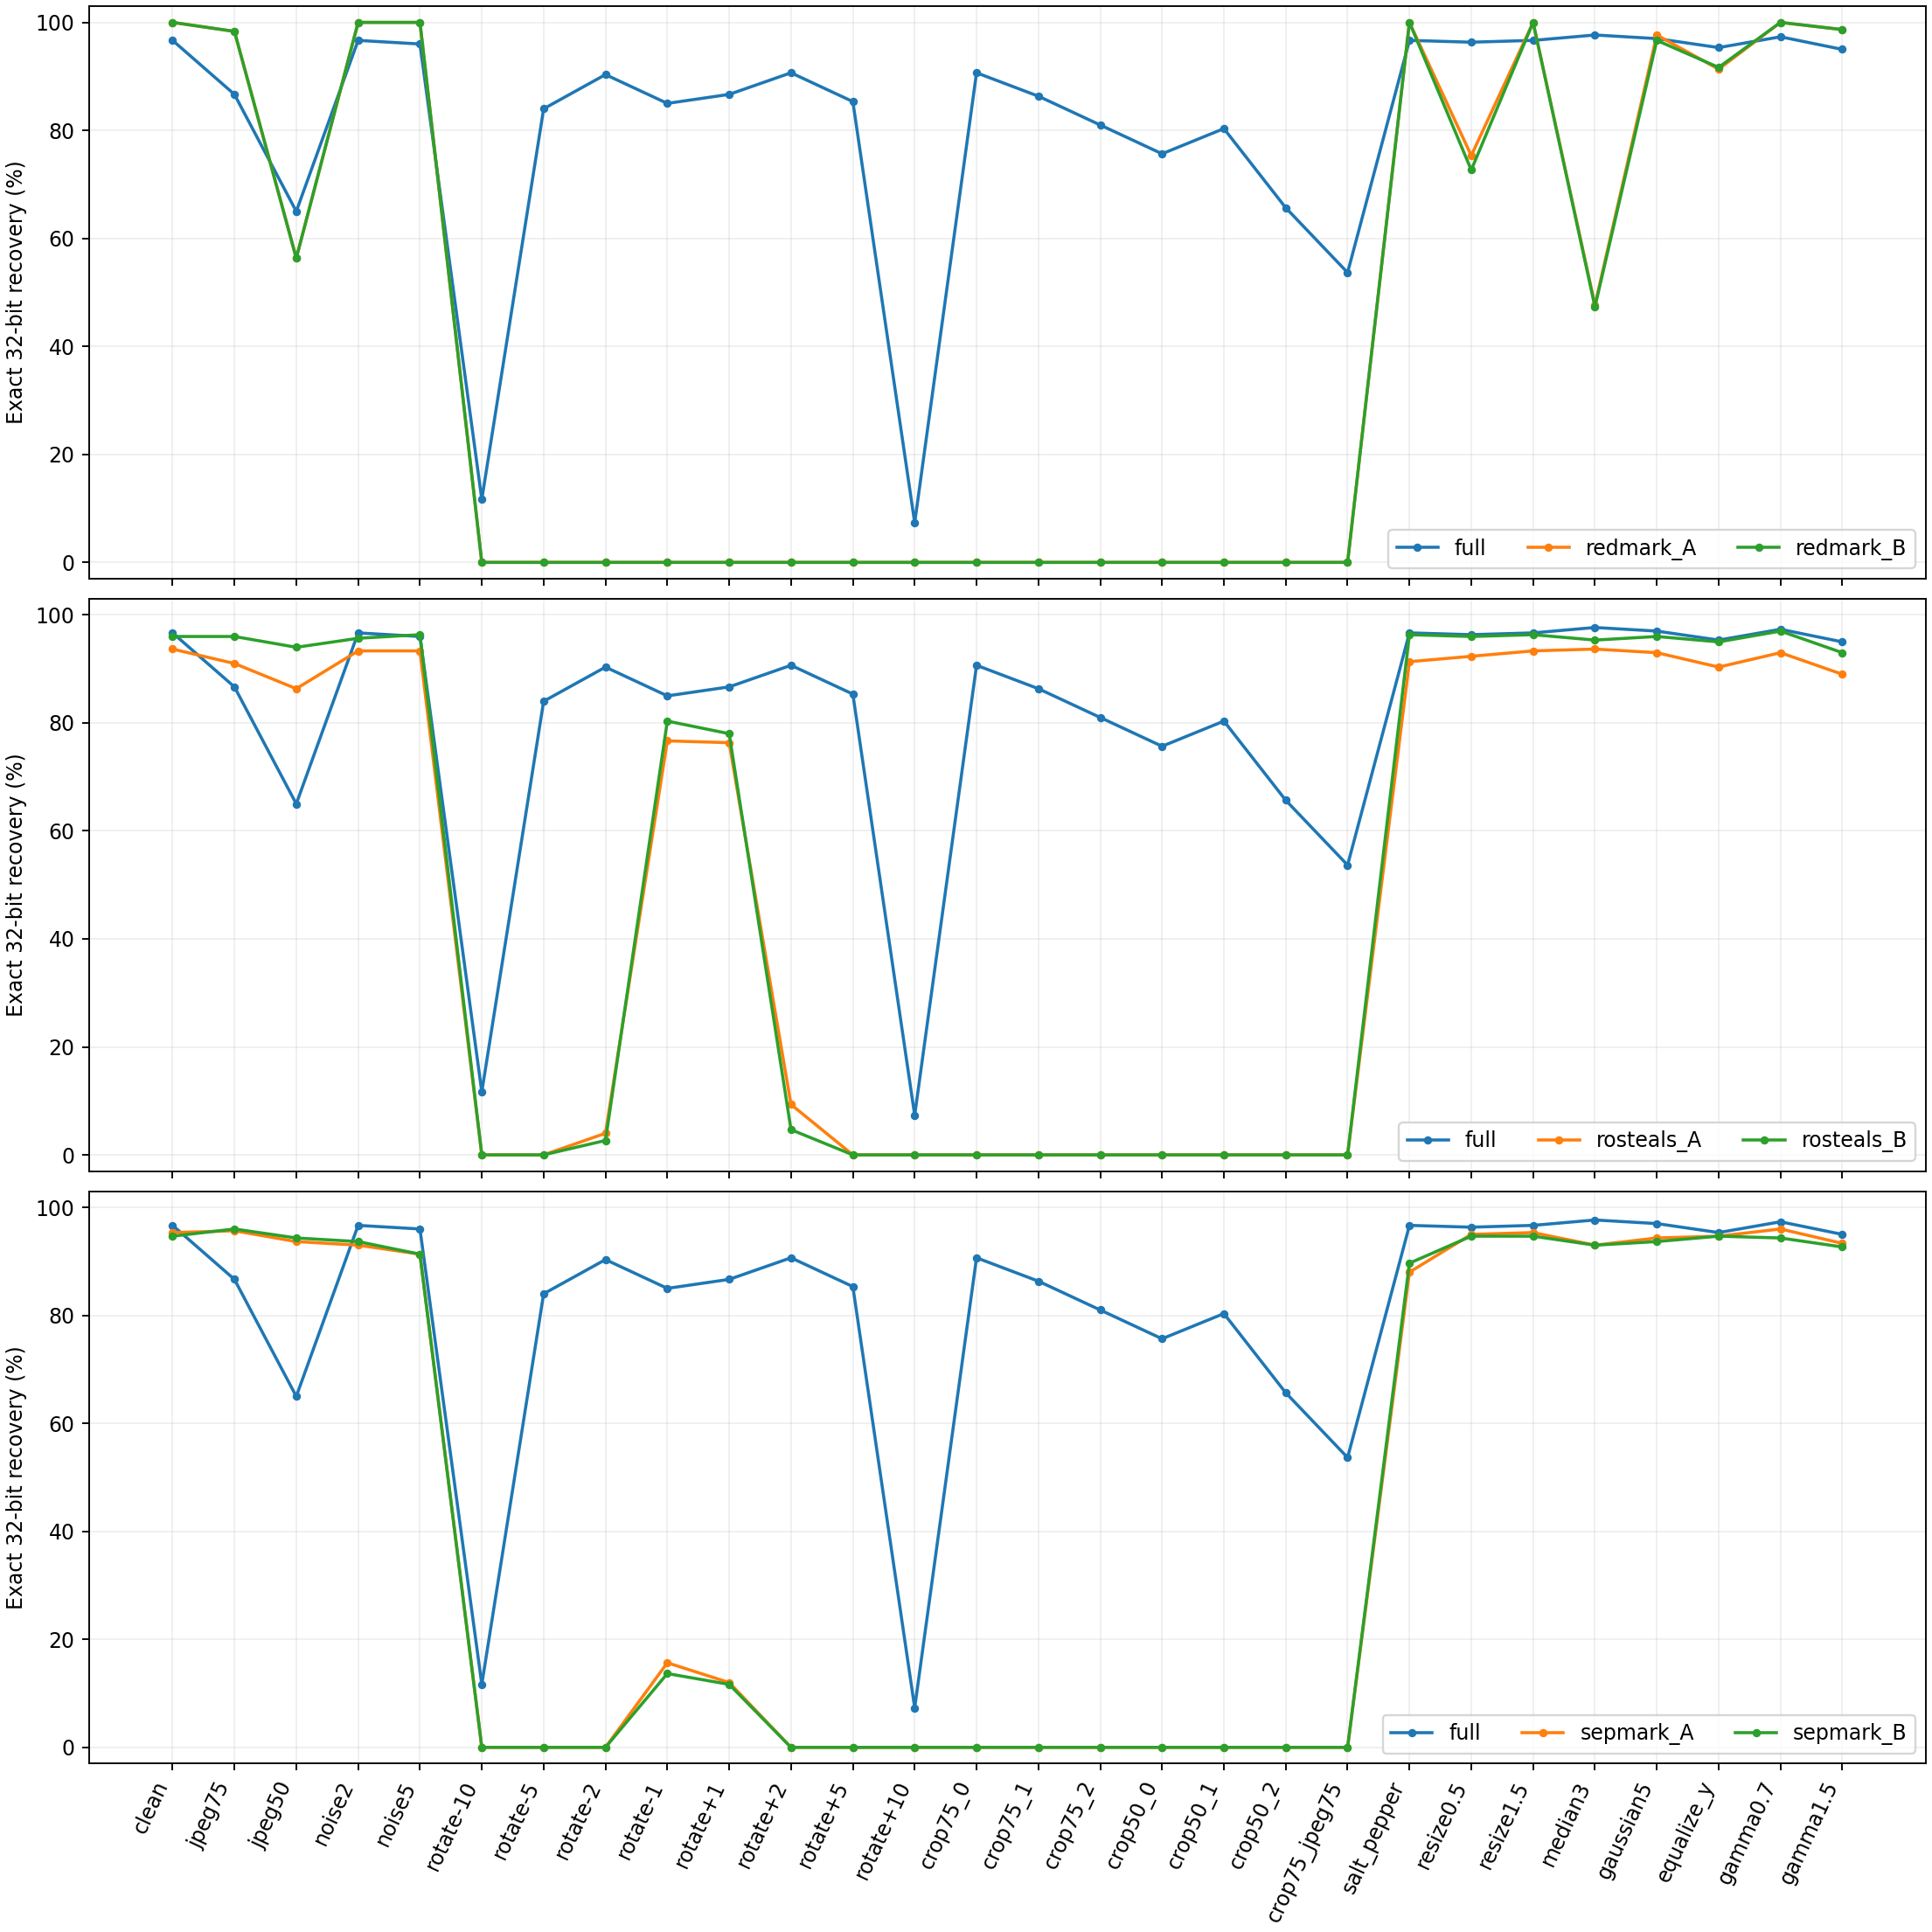 100
80
60
40
20
0
Exact 32-bit recovery (%)
full redmark_A redmark_B
100
80
60
40
20
0
Exact 32-bit recovery (%)
full rosteals_A rosteals_B
100
80
60
40
20
0
Exact 32-bit recovery (%)
full sepmark_A sepmark_B
clean
jpeg75
jpeg50
noise2
noise5
rotate-10
rotate-5
rotate-2
rotate-1
rotate+1
rotate+2
rotate+5
rotate+10
crop75_0
crop75_1
crop75_2
crop50_0
crop50_1
crop50_2
crop75_jpeg75
salt_pepper
resize0.5
resize1.5
median3
gaussian5
equalize_y
gamma0.7
gamma1.5